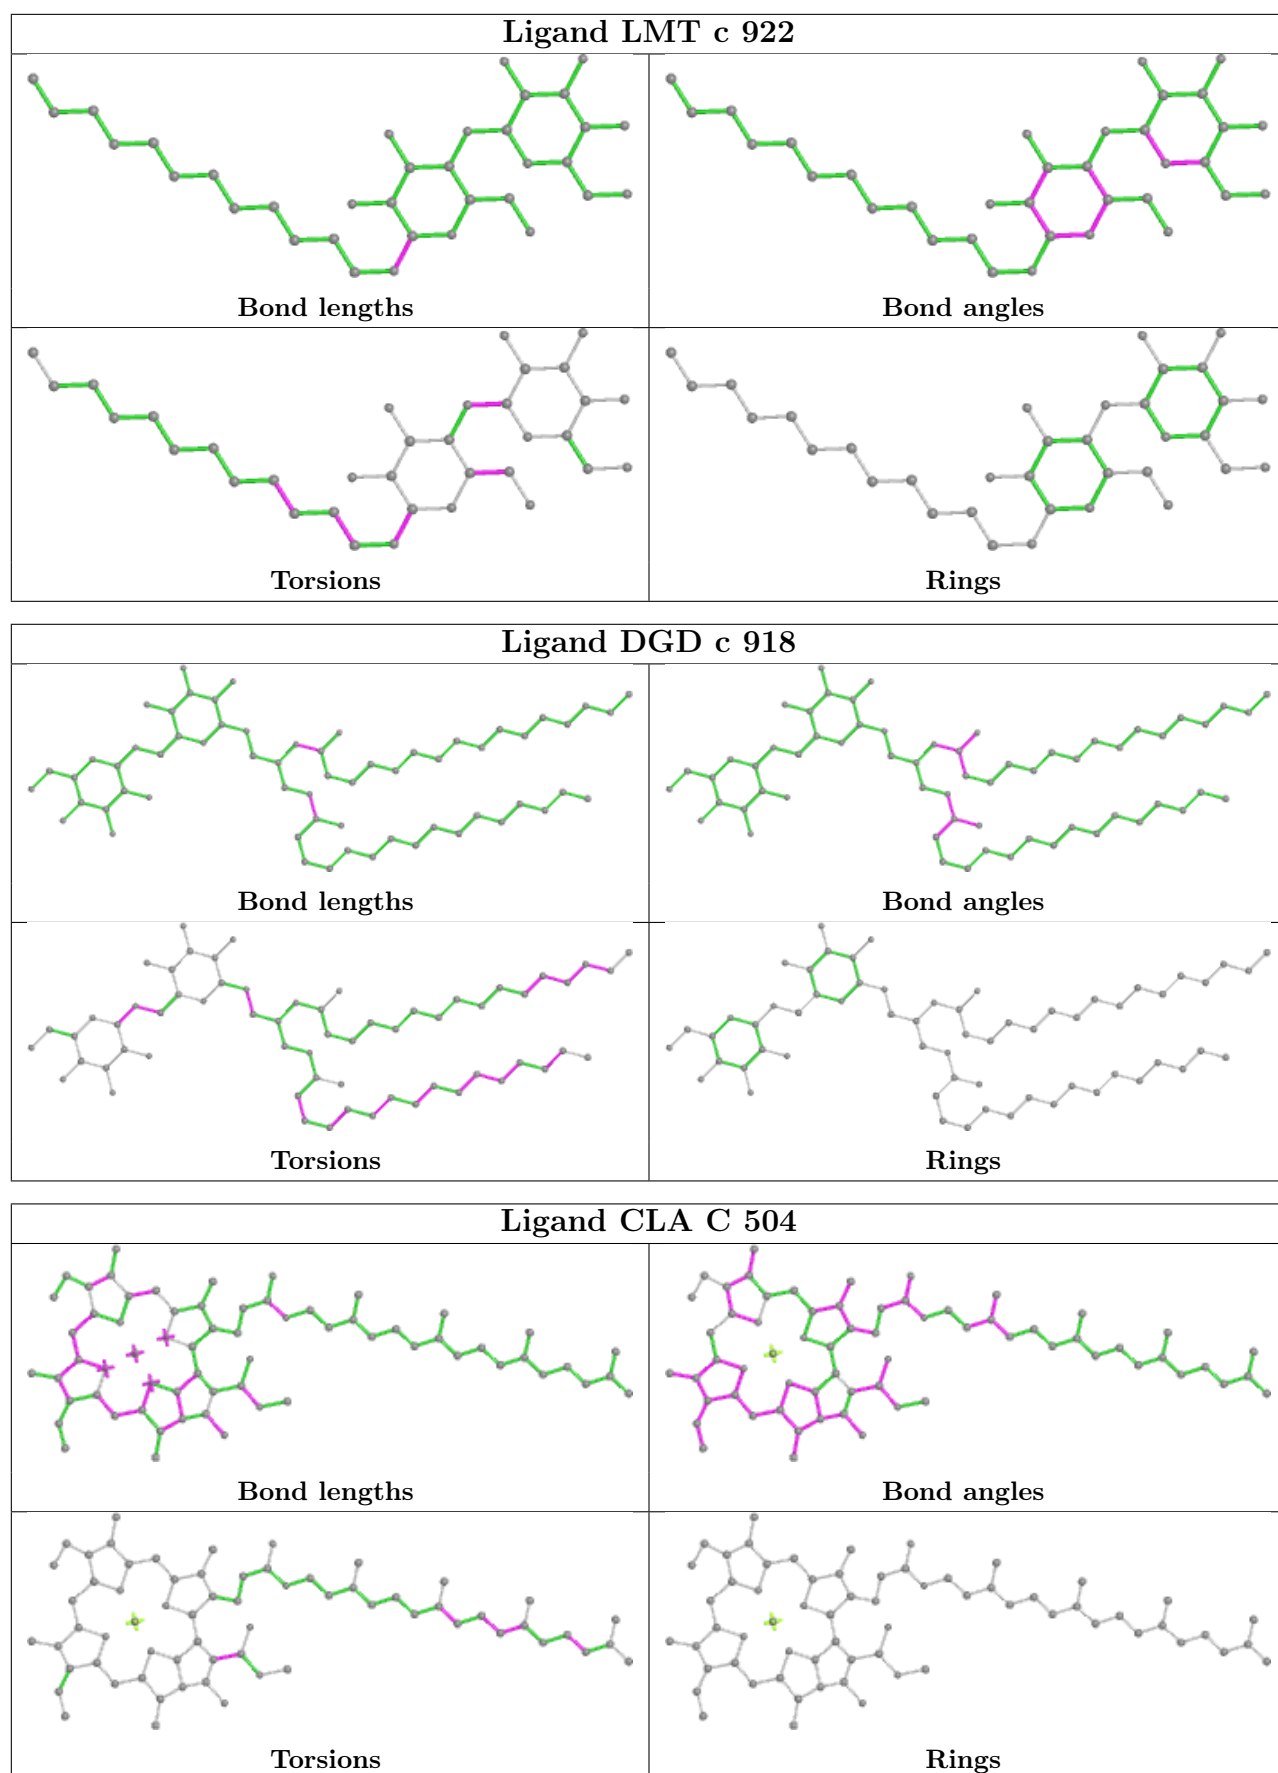 Ligand LMT c 922
Bond lengths
Bond angles
Torsions
Rings
Ligand DGD c 918
Bond lengths
Bond angles
Torsions
Rings
Ligand CLA C 504
Bond lengths
Bond angles
Torsions
Rings